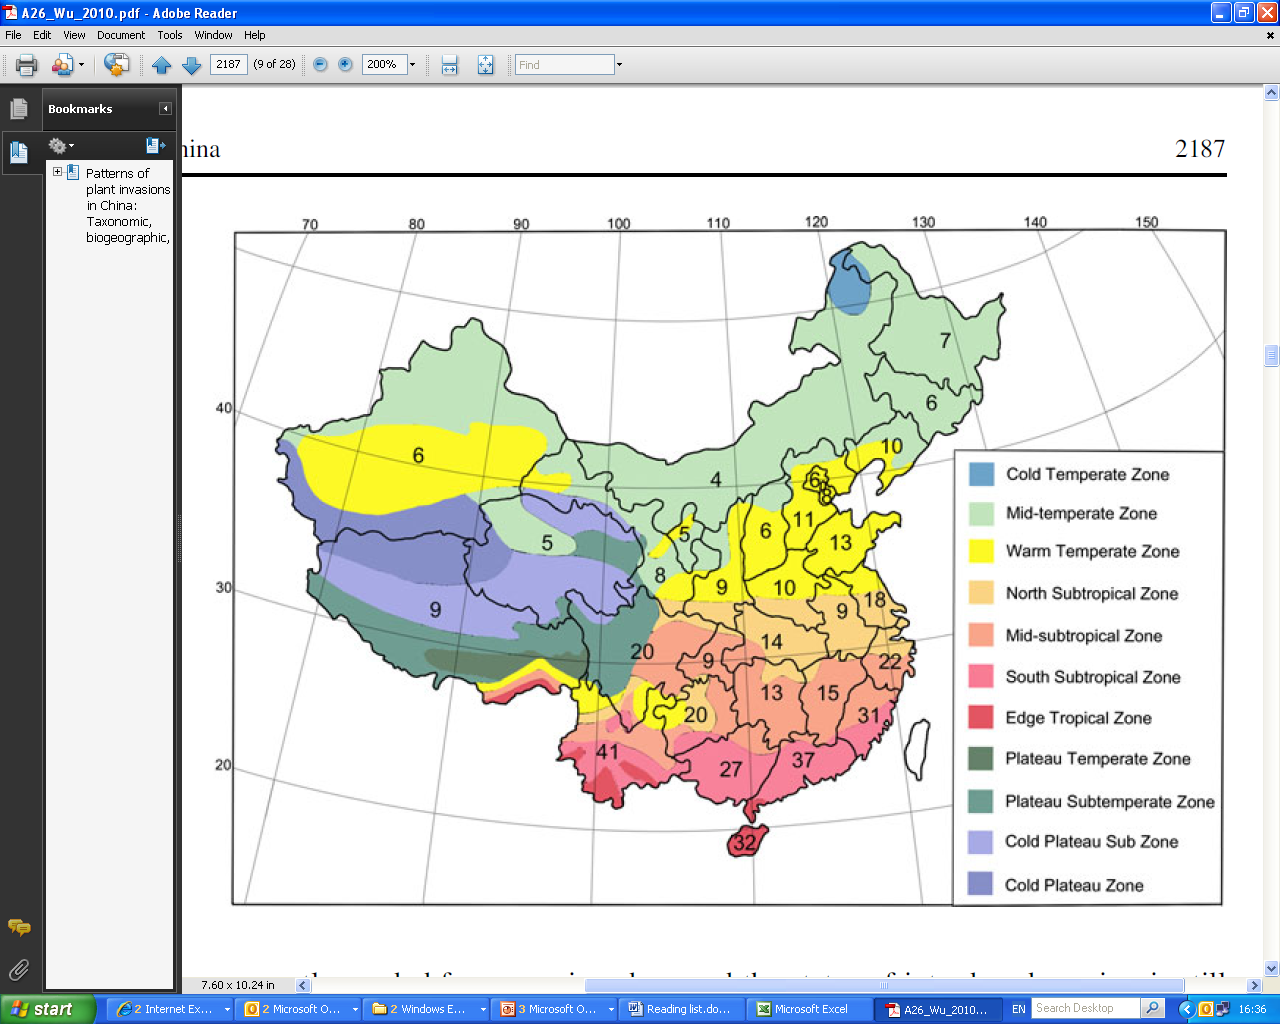 A26_Wu_2010.pdf - Adobe Reader
File Edit View Document Tools Window Help
2187 (9 of 28) 200% Find
Bookmarks
Patterns of
plant invasions
in China:
Taxonomic,
biogeographic,
hina 2187
70 80 90 100 110 120 130 140 150
40
30
20
7
6
10
6
4
6
8
5
11
6
13
5
8
9
10
9
18
9
14
20
9
22
13
15
20
31
41
27
37
32
Cold Temperate Zone
Mid-temperate Zone
Warm Temperate Zone
North Subtropical Zone
Mid-subtropical Zone
South Subtropical Zone
Edge Tropical Zone
Plateau Temperate Zone
Plateau Subtemperate Zone
Cold Plateau Sub Zone
Cold Plateau Zone
7.60 x 10.24 in
start 2 Internet Ex... 2 Microsoft O... 2 Windows E... 3 Microsoft O... Reading list.do... Microsoft Excel A26_Wu_2010... EN Search Desktop 16:36